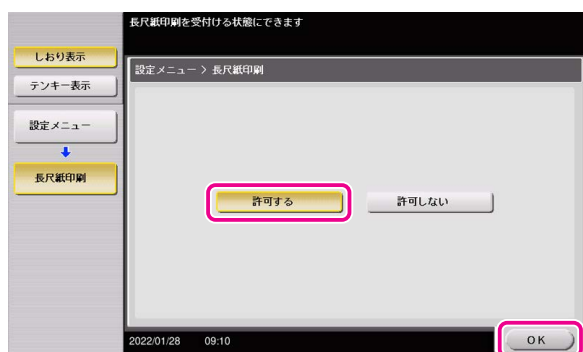 長尺紙印刷を受付ける状態にできます
しおり表示
テンキー表示
設定メニュー
長尺紙印刷
設定メニュー > 長尺紙印刷
許可する
許可しない
2022/01/28 09:10
OK